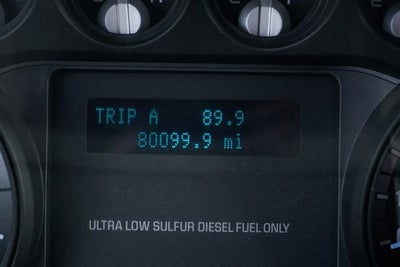 TRIP A 89.9
80099.9 mi
ULTRA LOW SULFUR DIESEL FUEL ONLY